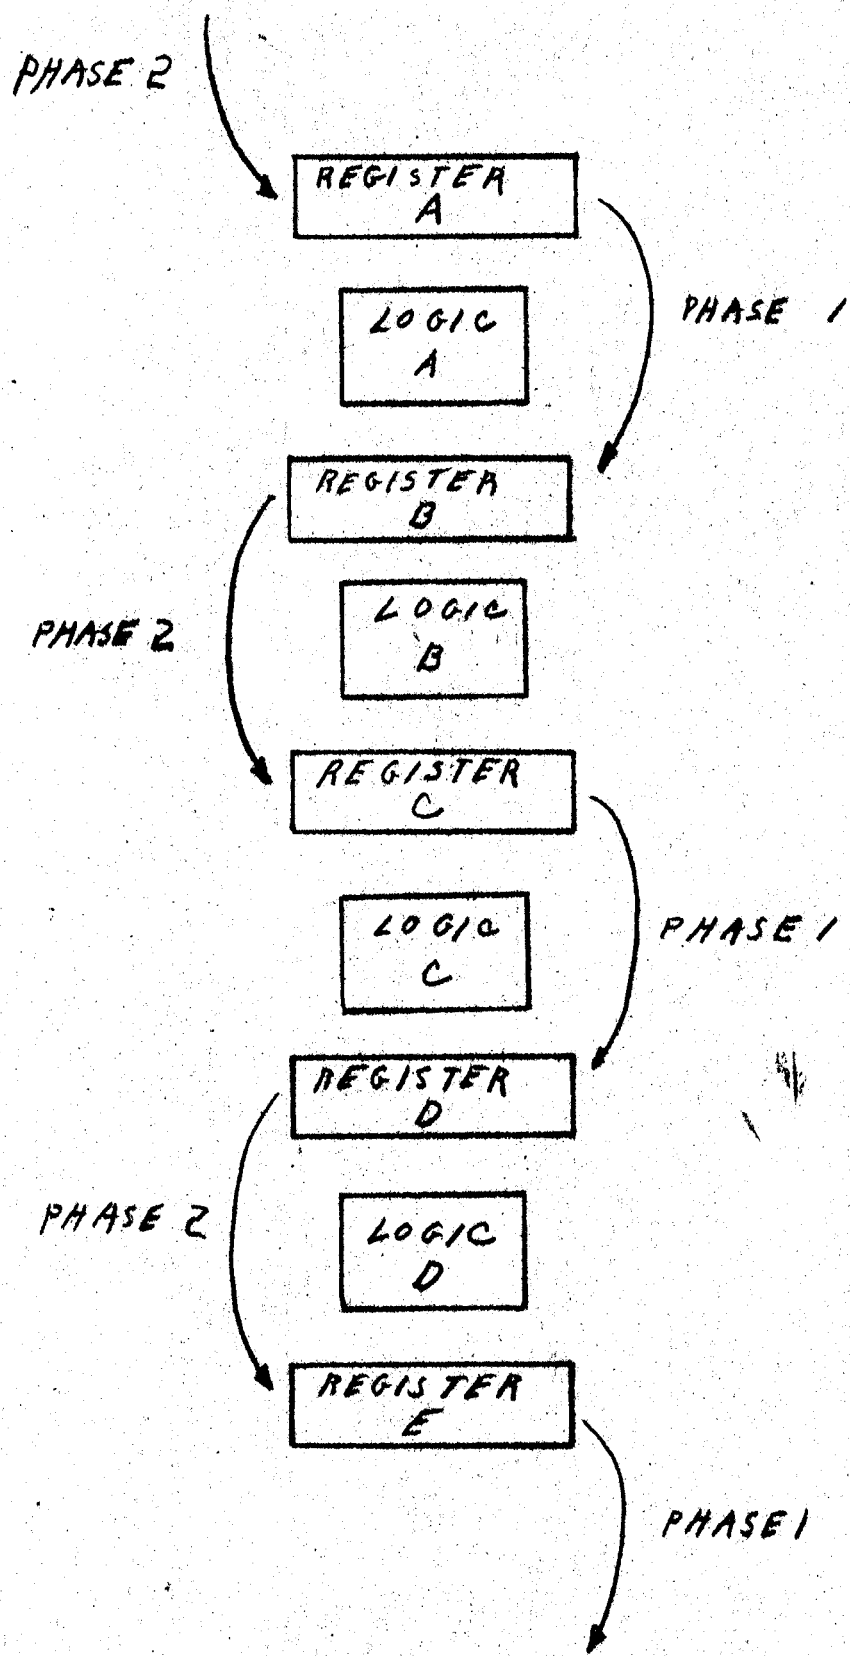 PHASE 2
REGISTER
A
PHASE 1
LOGIC
A
REGISTER
B
PHASE 2
LOGIC
B
REGISTER
C
PHASE 1
LOGIC
C
REGISTER
D
PHASE 2
LOGIC
D
REGISTER
E
PHASE 1